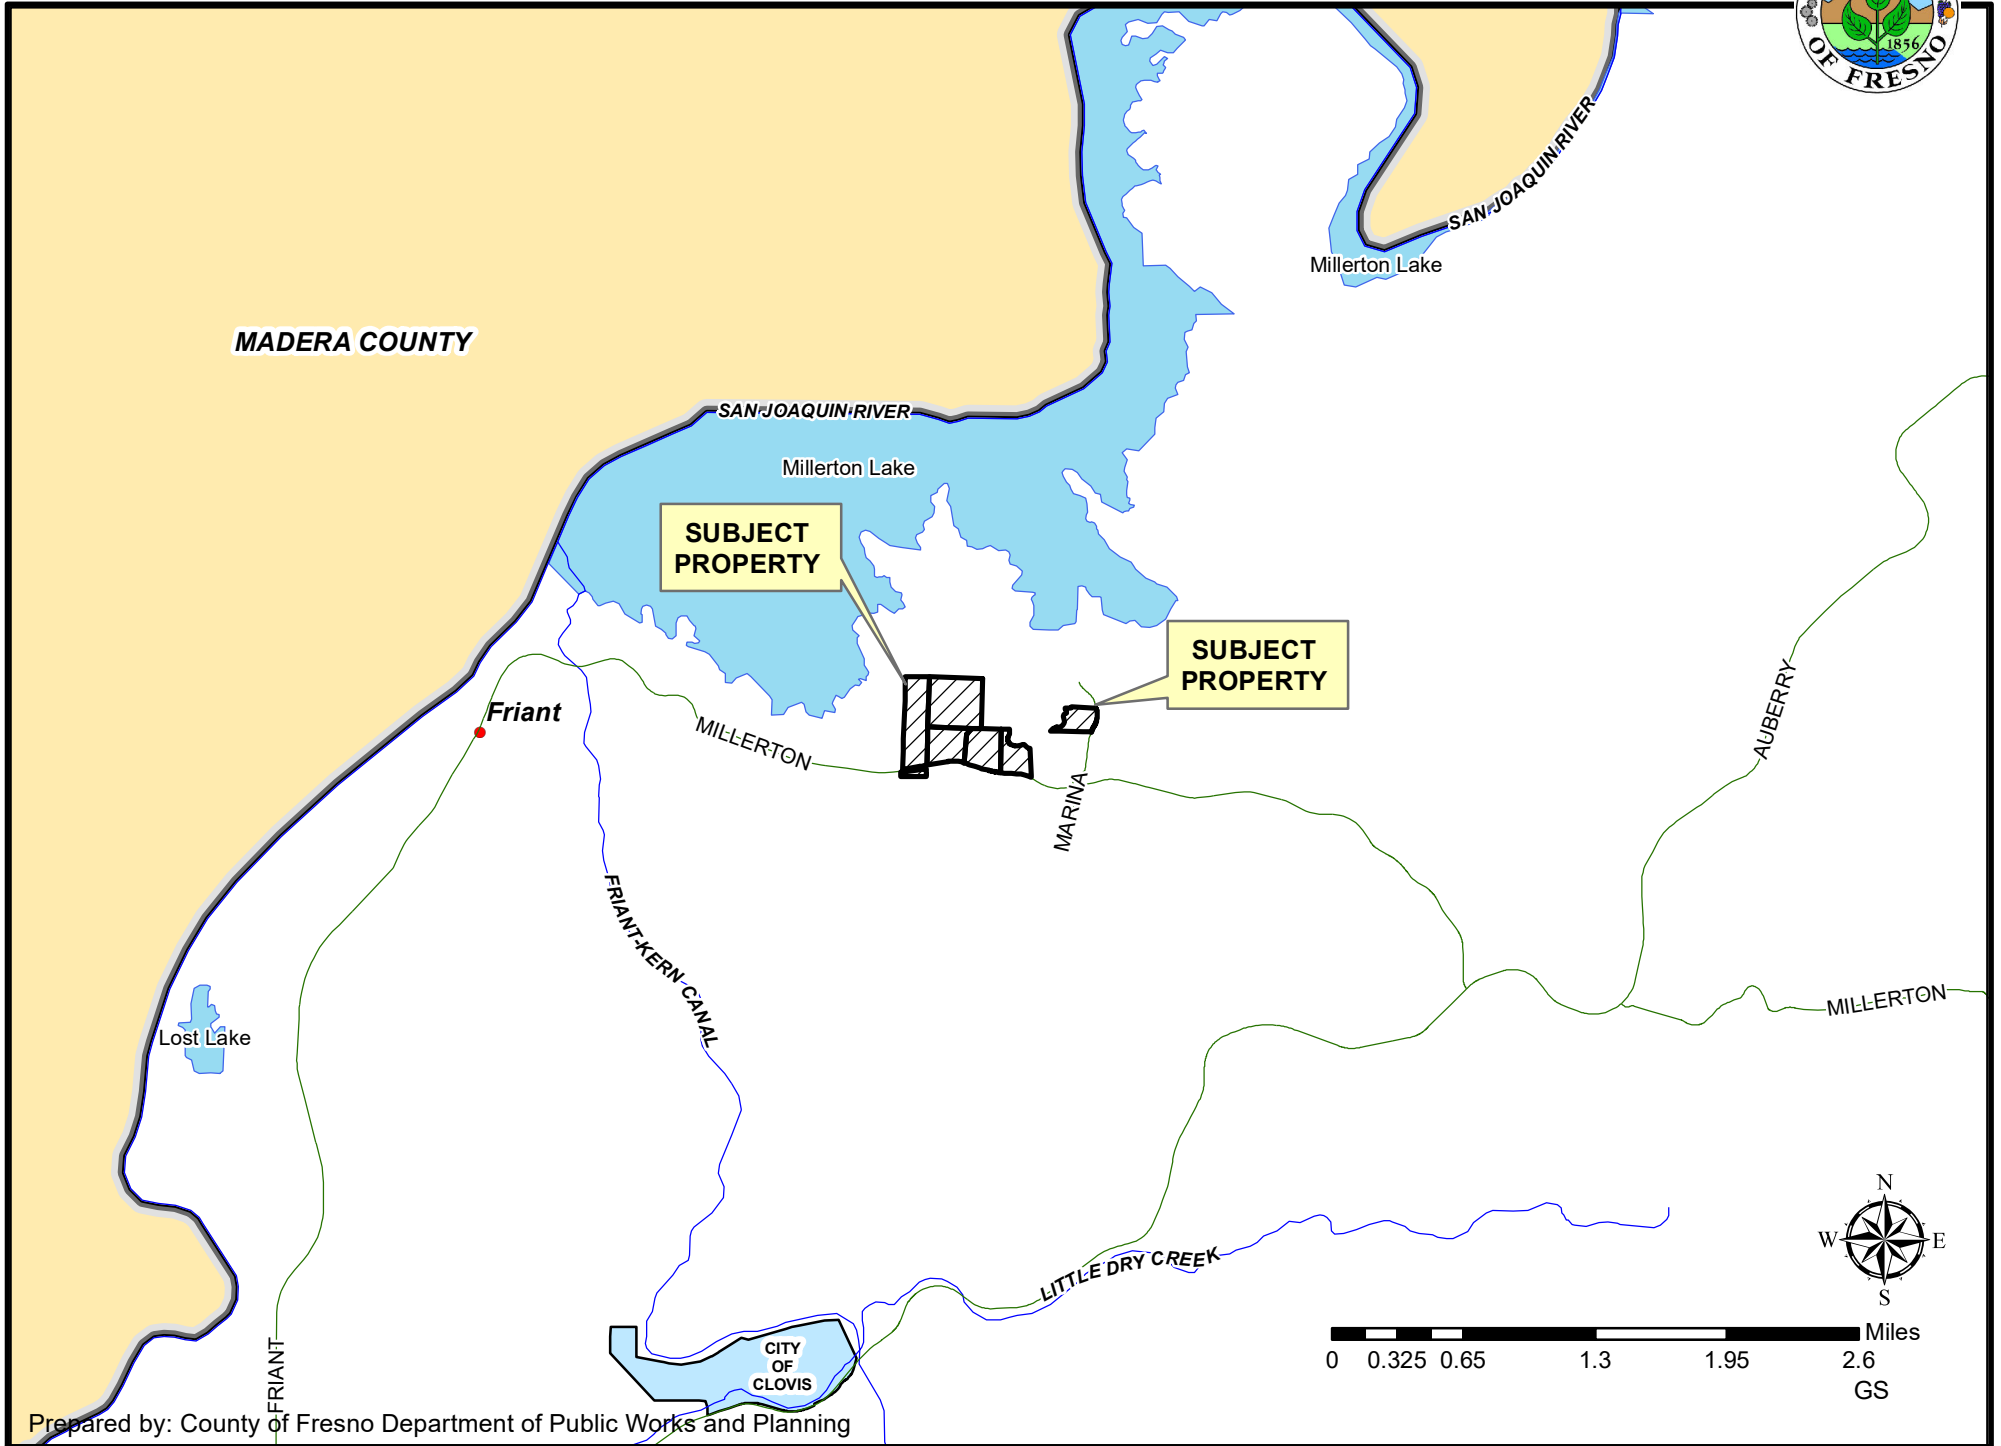 1856
OF FRESNO
SAN JOAQUIN RIVER
Millerton Lake
MADERA COUNTY
SAN JOAQUIN RIVER
Millerton Lake
SUBJECT
PROPERTY
SUBJECT
PROPERTY
AUBERRY
Friant
MILLERTON
MARINA
FRIANT-KERN CANAL
MILLERTON
Lost Lake
N
W
E
S
LITTLE DRY CREEK
Miles
0 0.325 0.65 1.3 1.95 2.6
GS
CITY
OF
CLOVIS
FRIANT
Prepared by: County of Fresno Department of Public Works and Planning